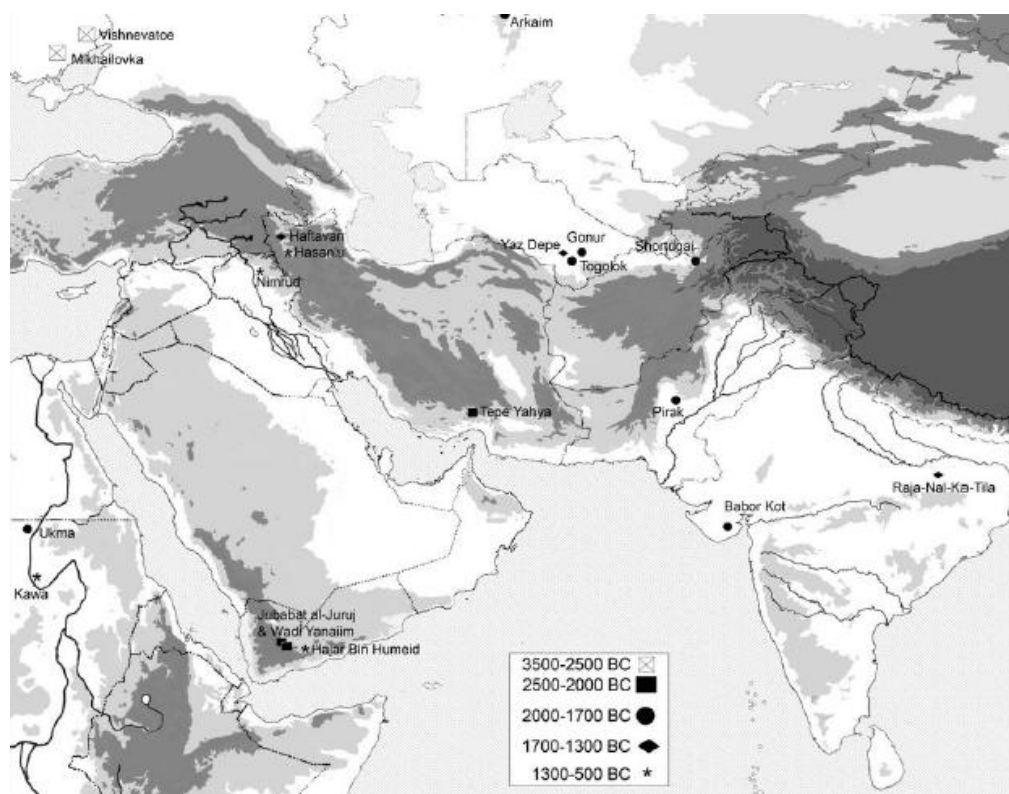 Arkaim
Vishnevatoe
Mikhailovka
Haftavan
Hasanlu
Nimrud
Yaz Depe
Gonur
Togolok
Shortugai
Tepe Yahya
Pirak
Raja-Nal-Ka-Tila
Babor Kot
Ukma
Kawa
Jubabat al-Juruj
& Wadi Yanaiim
Hajar Bin Humeid
3500-2500 BC
2500-2000 BC
2000-1700 BC
1700-1300 BC
1300-500 BC